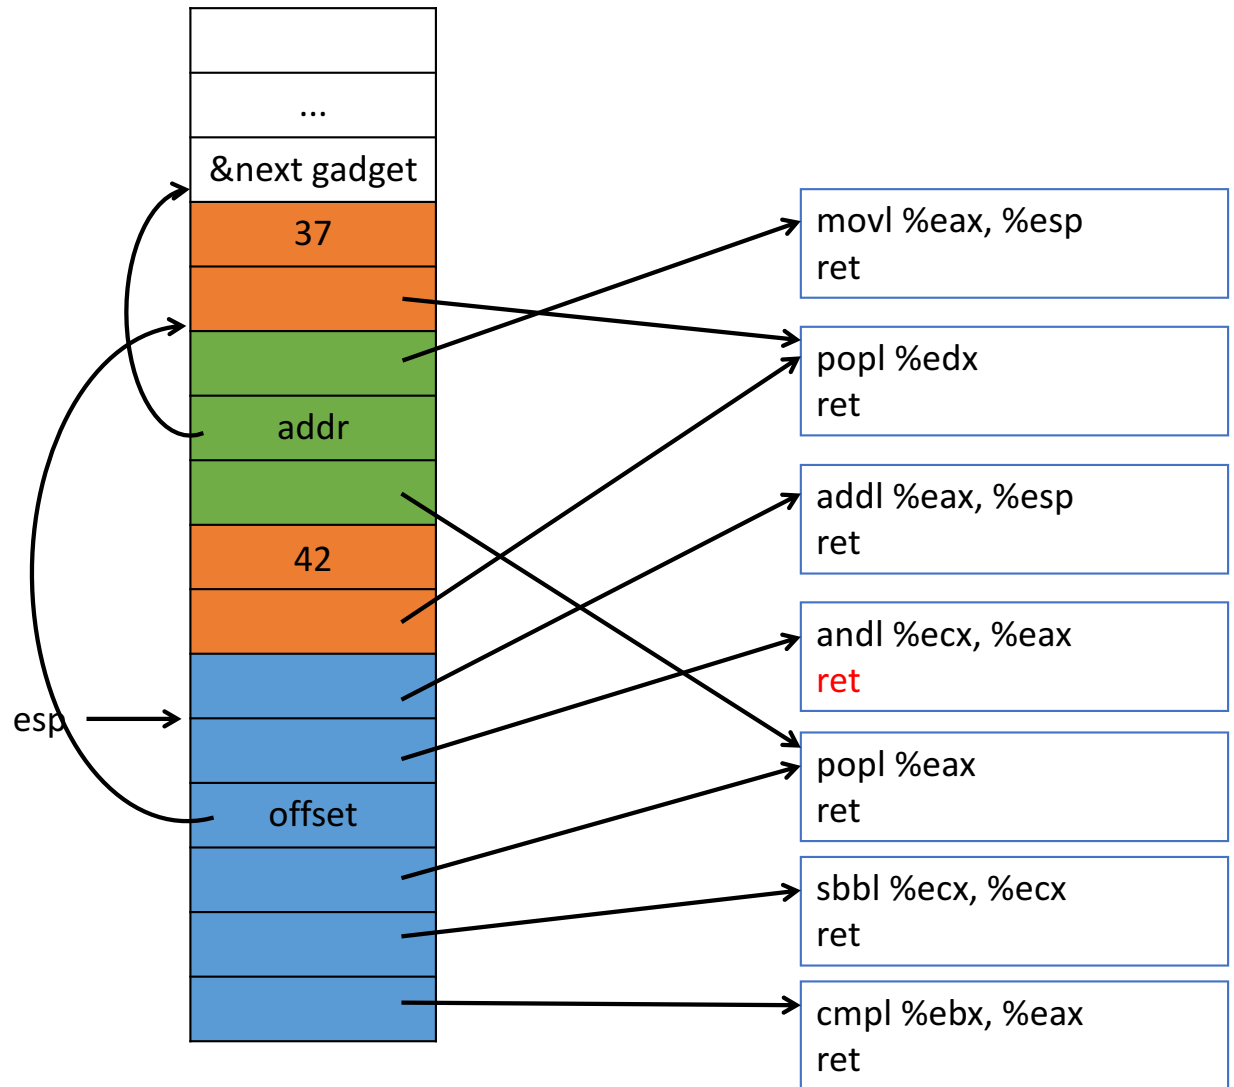 ...
&next gadget
37
addr
42
esp
offset
movl %eax, %esp
ret
popl %edx
ret
addl %eax, %esp
ret
andl %ecx, %eax
ret
popl %eax
ret
sbbl %ecx, %ecx
ret
cmpl %ebx, %eax
ret